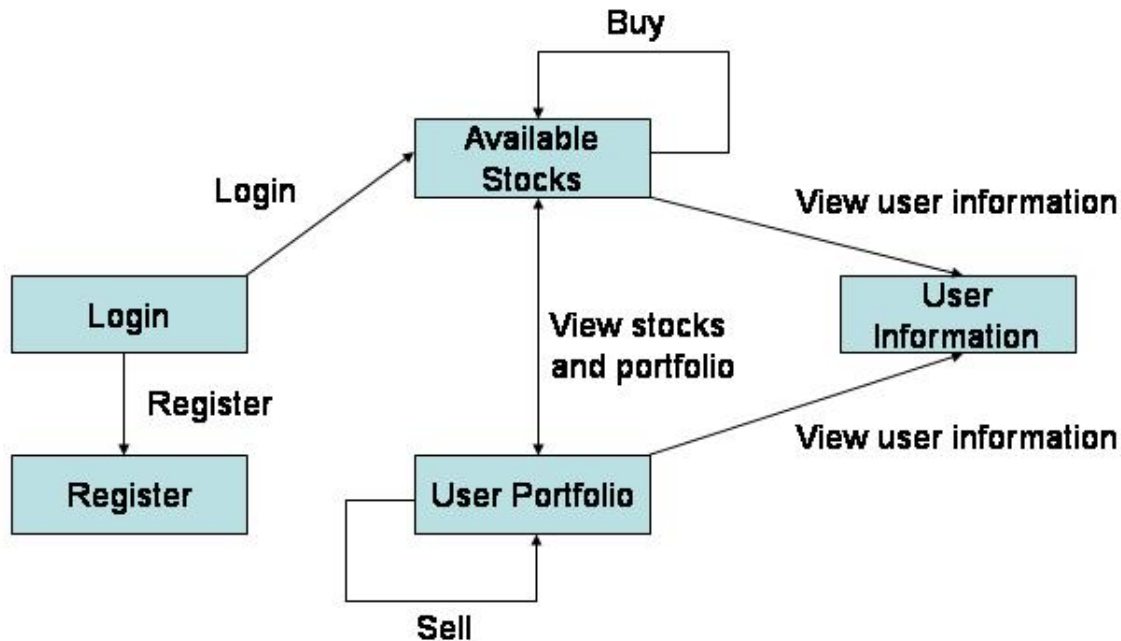 Buy
Available
Stocks
Login
View user information
Login
User
Information
View stocks
and portfolio
Register
View user information
Register
User Portfolio
Sell